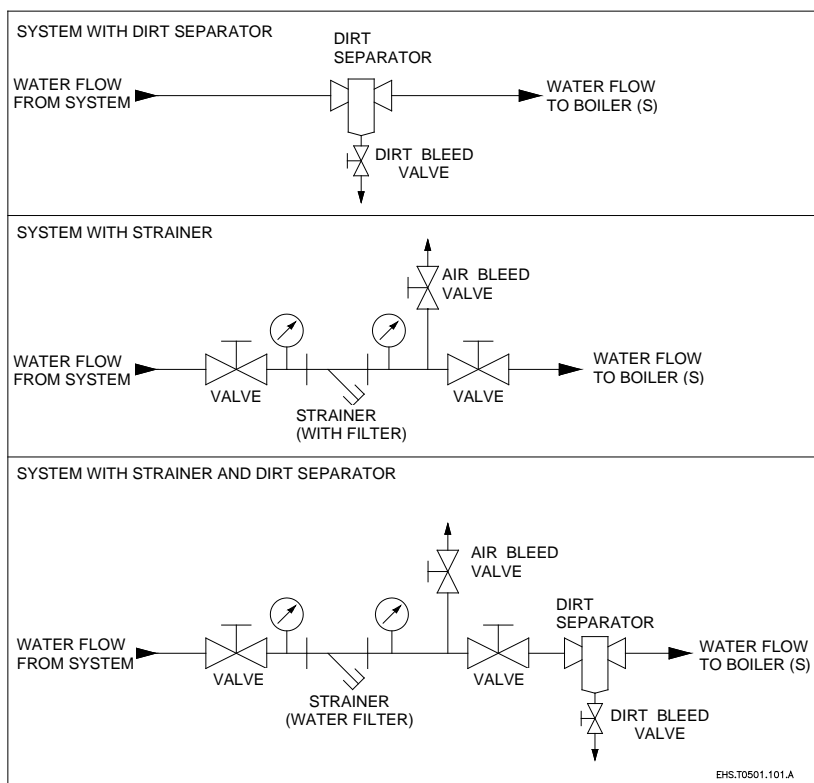 SYSTEM WITH DIRT SEPARATOR
DIRT
SEPARATOR
WATER FLOW
FROM SYSTEM
WATER FLOW
TO BOILER (S)
DIRT BLEED
VALVE
SYSTEM WITH STRAINER
AIR BLEED
VALVE
WATER FLOW
FROM SYSTEM
WATER FLOW
TO BOILER (S)
VALVE
STRAINER
(WITH FILTER)
VALVE
SYSTEM WITH STRAINER AND DIRT SEPARATOR
AIR BLEED
VALVE
DIRT
SEPARATOR
WATER FLOW
FROM SYSTEM
WATER FLOW
TO BOILER (S)
VALVE
STRAINER
(WATER FILTER)
VALVE
DIRT BLEED
VALVE
EHS.T0501.101.A